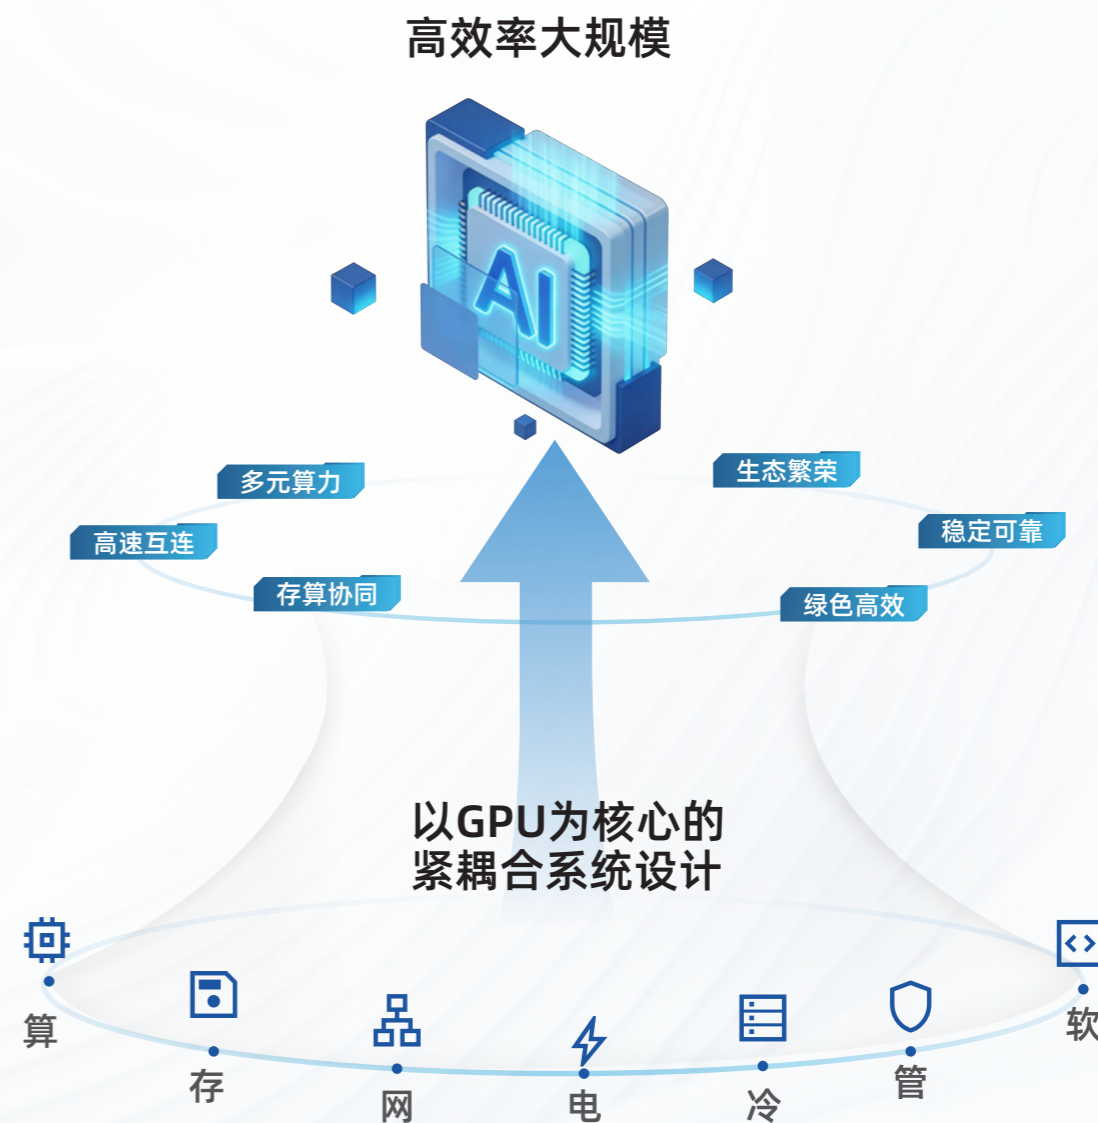 高效率大规模
AI
多元算力
生态繁荣
高速互连
稳定可靠
存算协同
绿色高效
以GPU为核心的
紧耦合系统设计
算
存
网
电
冷
管
软